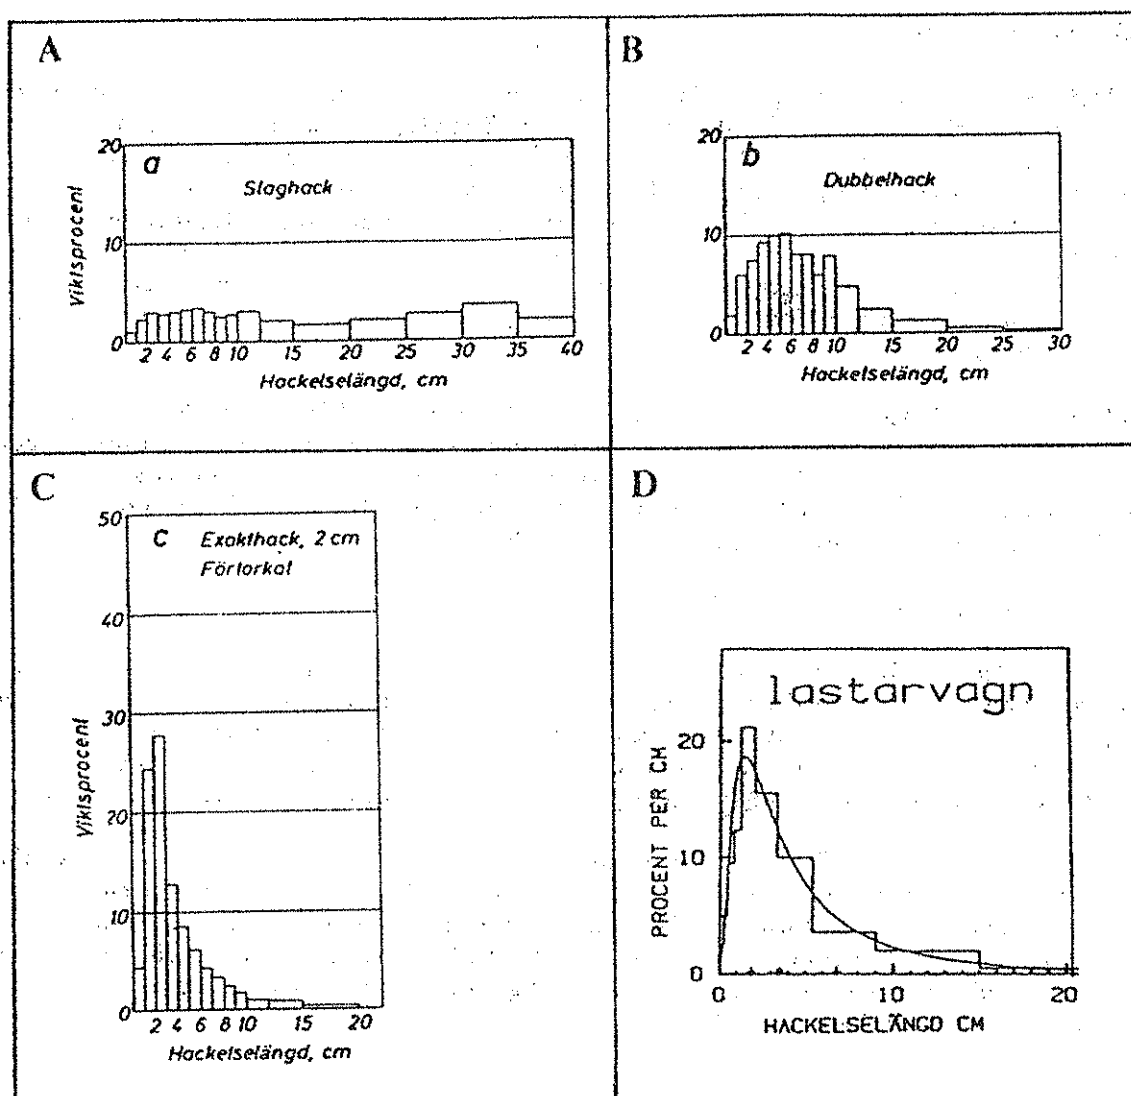 A
20
a
Slaghack
Viktsprocent
10
0
2 4 6 8 10 15 20 25 30 35 40
Hackelselängd, cm
B
20
b
Dubbelhack
10
0
2 4 6 8 10 15 20 25 30
Hackelselängd, cm
C
50
C Exakthack, 2 cm
Förtorkat
40
30
Viktsprocent
20
10
0
2 4 6 8 10 15 20
Hackelselängd, cm
D
lastarvagn
20
PROCENT PER CM
10
0
0 10 20
HACKELSELÄNGD CM